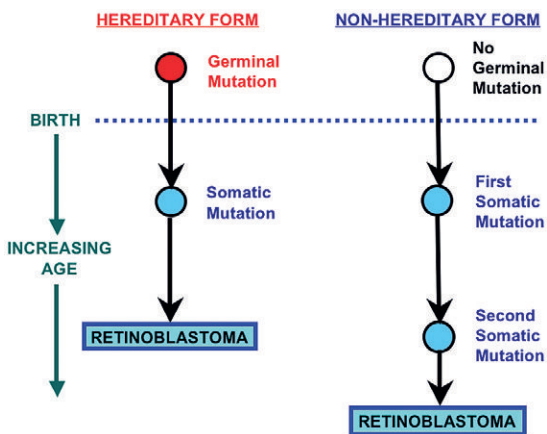 HEREDITARY FORM
NON-HEREDITARY FORM
Germinal
Mutation
No
Germinal
Mutation
BIRTH
Somatic
Mutation
First
Somatic
Mutation
INCREASING
AGE
RETINOBLASTOMA
Second
Somatic
Mutation
RETINOBLASTOMA